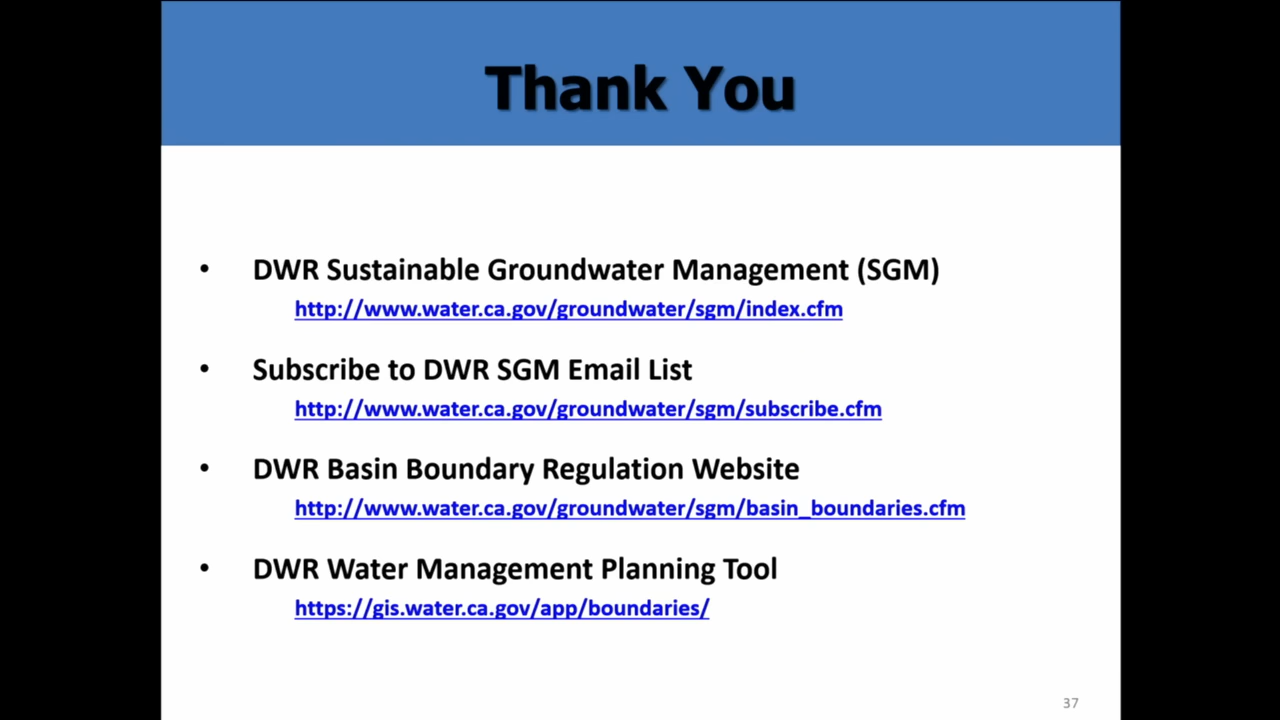 Thank You
• DWR Sustainable Groundwater Management (SGM)
http://www.water.ca.gov/groundwater/sgm/index.cfm
• Subscribe to DWR SGM Email List
http://www.water.ca.gov/groundwater/sgm/subscribe.cfm
• DWR Basin Boundary Regulation Website
http://www.water.ca.gov/groundwater/sgm/basin_boundaries.cfm
• DWR Water Management Planning Tool
https://gis.water.ca.gov/app/boundaries/
37